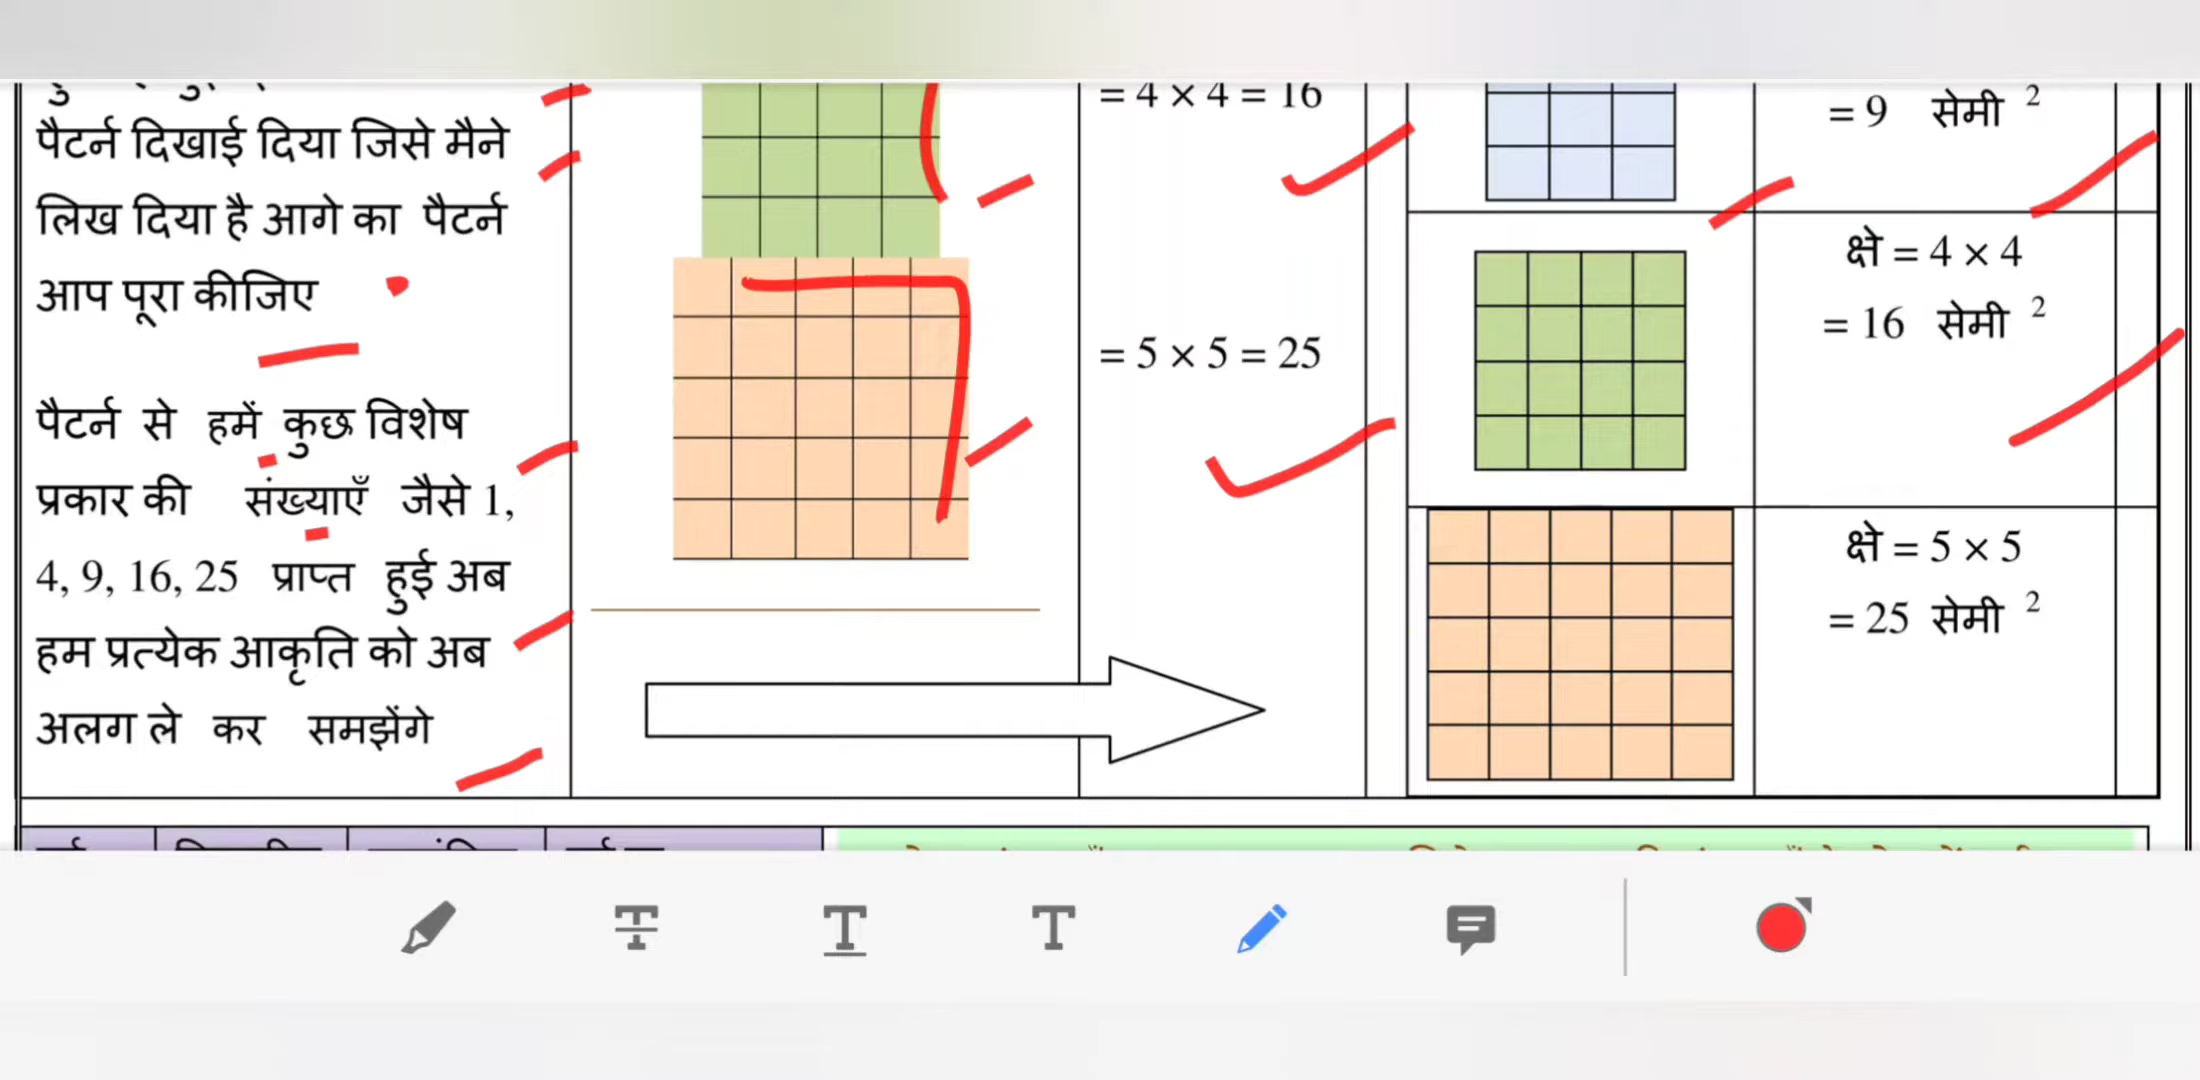 पैटर्न दिखाई दिया जिसे मैने
लिख दिया है आगे का पैटर्न
आप पूरा कीजिए
पैटर्न से हमें कुछ विशेष
प्रकार की संख्याएँ जैसे 1,
4, 9, 16, 25 प्राप्त हुई अब
हम प्रत्येक आकृति को अब
अलग ले कर समझेंगे
= 4 × 4 = 16
= 5 × 5 = 25
= 9 सेमी ²
क्षे = 4 × 4
= 16 सेमी ²
क्षे = 5 × 5
= 25 सेमी ²